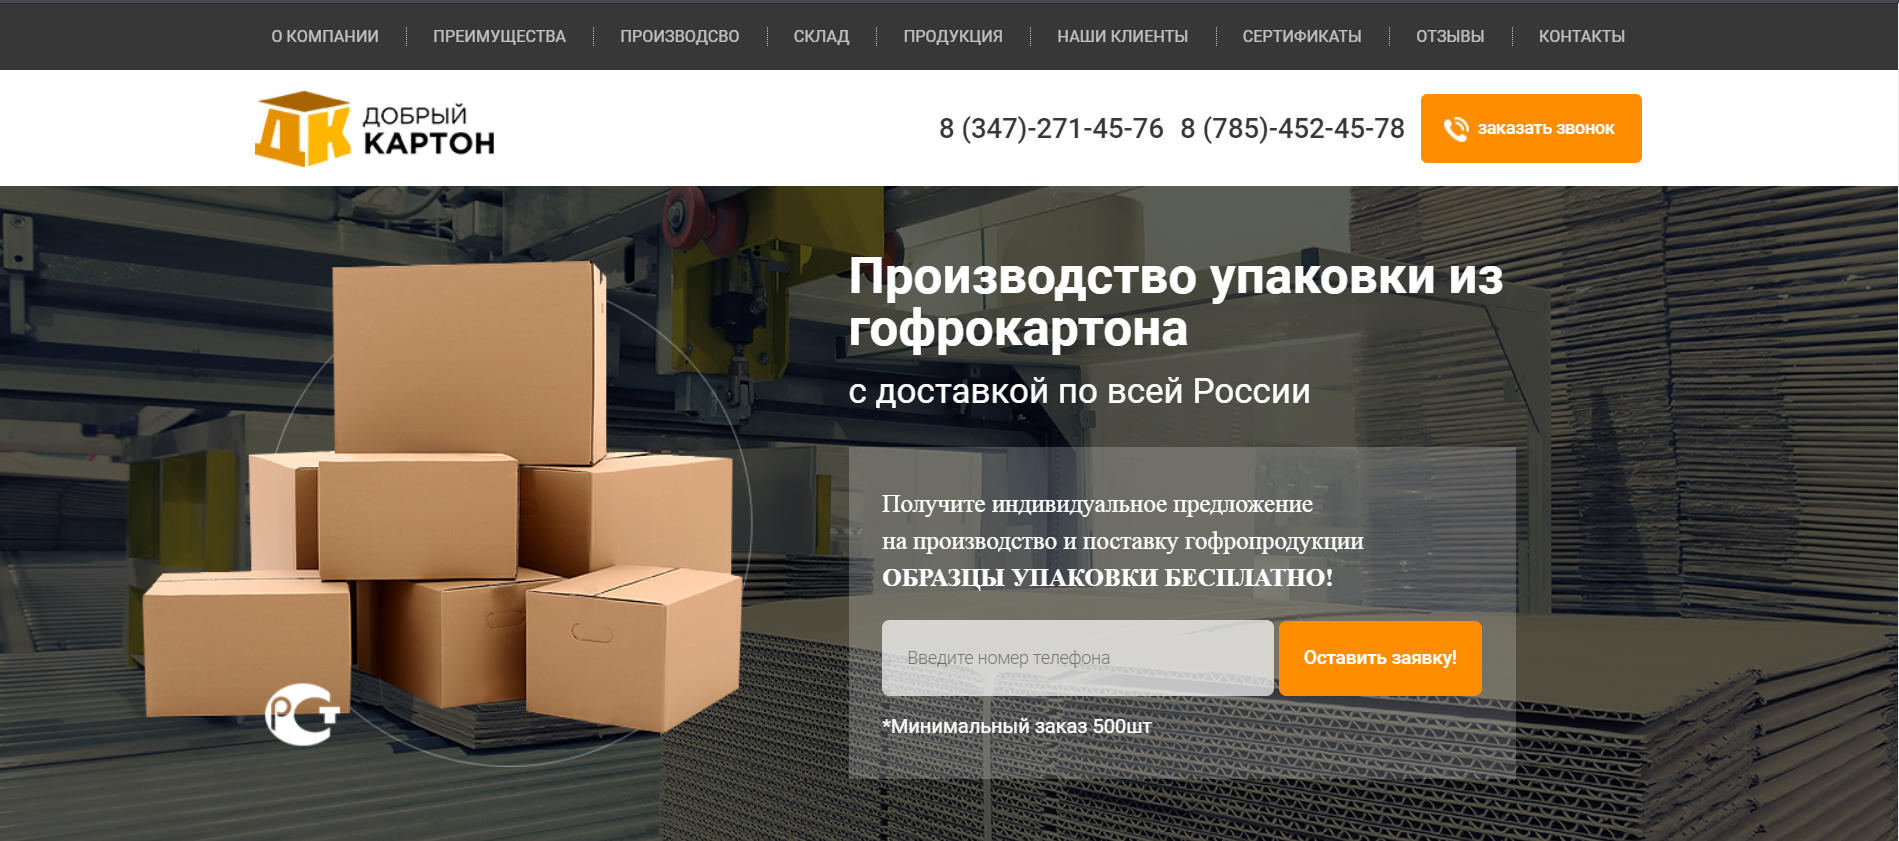 О КОМПАНИИ ПРЕИМУЩЕСТВА ПРОИЗВОДСВО СКЛАД ПРОДУКЦИЯ НАШИ КЛИЕНТЫ СЕРТИФИКАТЫ ОТЗЫВЫ КОНТАКТЫ
ДК ДОБРЫЙ
КАРТОН
8 (347)-271-45-76 8 (785)-452-45-78 заказать звонок
Производство упаковки из
гофрокартона
с доставкой по всей России
Получите индивидуальное предложение
на производство и поставку гофропродукции
ОБРАЗЦЫ УПАКОВКИ БЕСПЛАТНО!
Введите номер телефона Оставить заявку!
*Минимальный заказ 500шт
РСТ